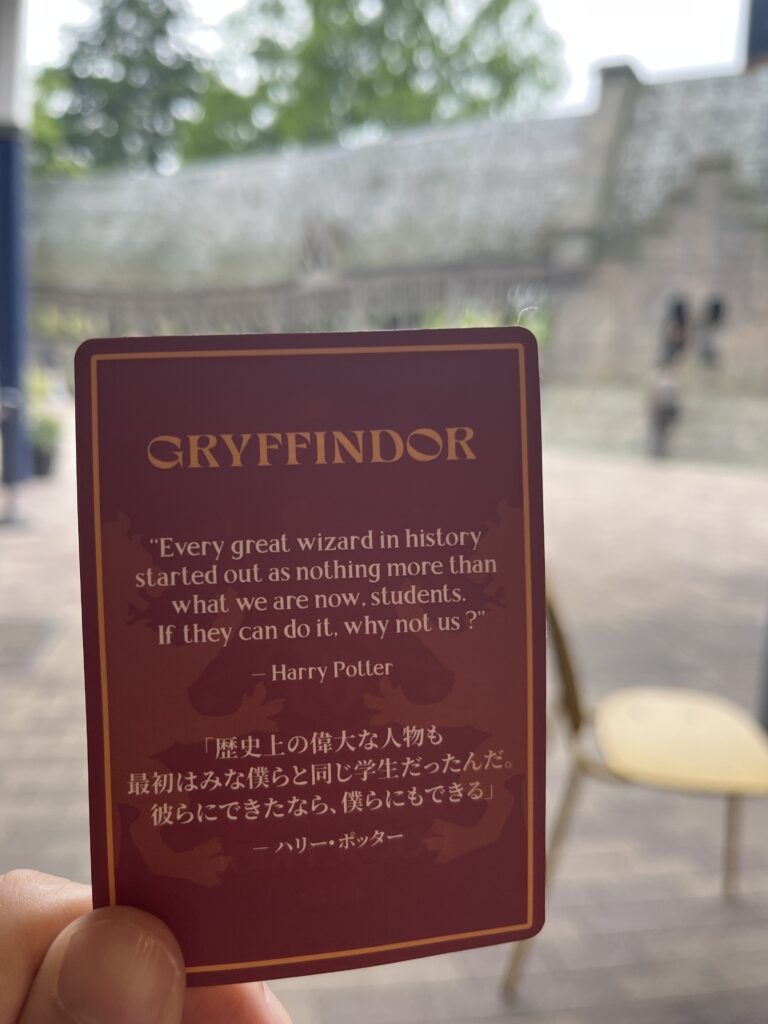 GRYFFINDOR
“Every great wizard in history
started out as nothing more than
what we are now, students.
If they can do it, why not us ?"
– Harry Potter
「歴史上の偉大な人物も
最初はみな僕らと同じ学生だったんだ。
彼らにできたなら、僕らにもできる」
– ハリー・ポッター